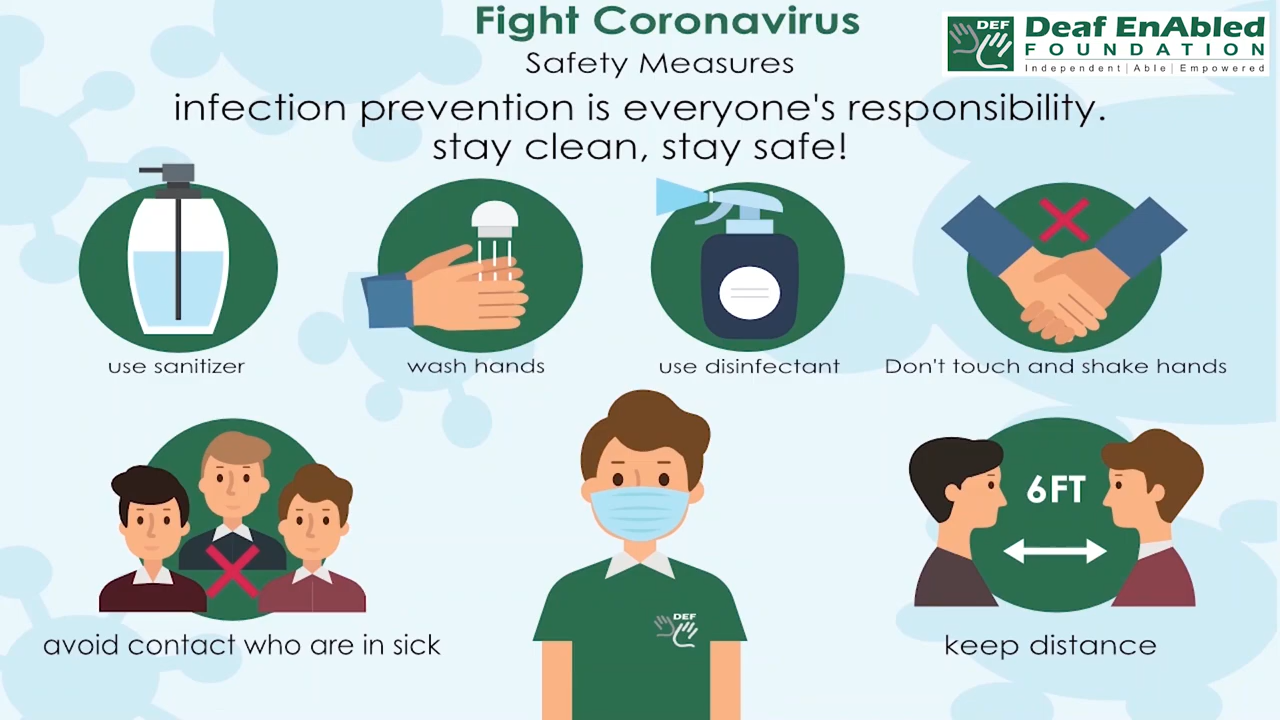 Fight Coronavirus
Safety Measures
DEF
Deaf EnAbled
FOUNDATION
Independent | Able | Empowered
infection prevention is everyone's responsibility.
stay clean, stay safe!
use sanitizer
wash hands
use disinfectant
Don't touch and shake hands
6FT
DEF
avoid contact who are in sick
keep distance